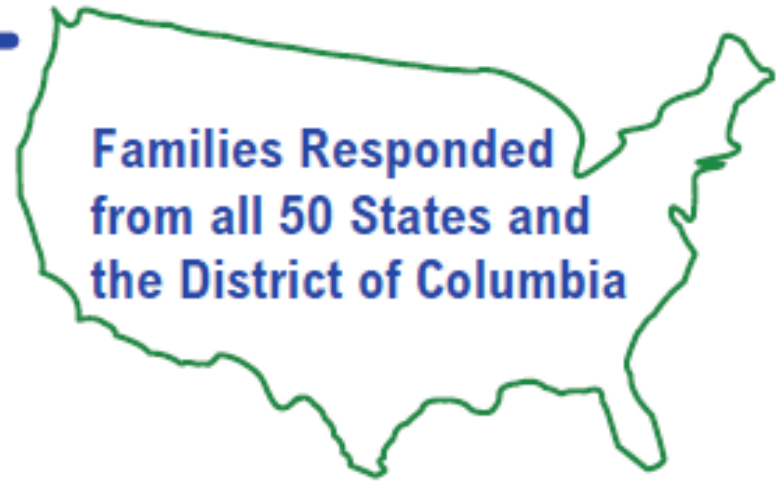 Families Responded
from all 50 States and
the District of Columbia